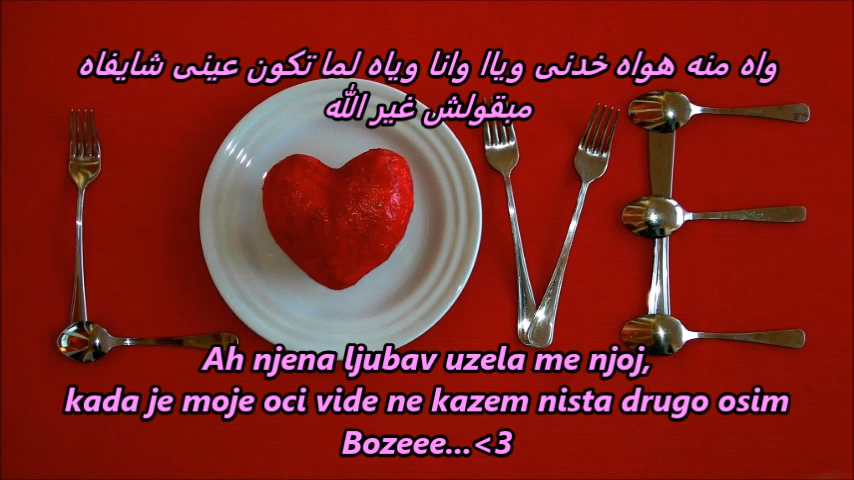 واه منه هواه خدنى وياا وانا وياه لما تكون عينى شايفاه
مبقولش غير الله
LOVE
Ah njena ljubav uzela me njoj,
kada je moje oci vide ne kazem nista drugo osim
Bozeee...<3